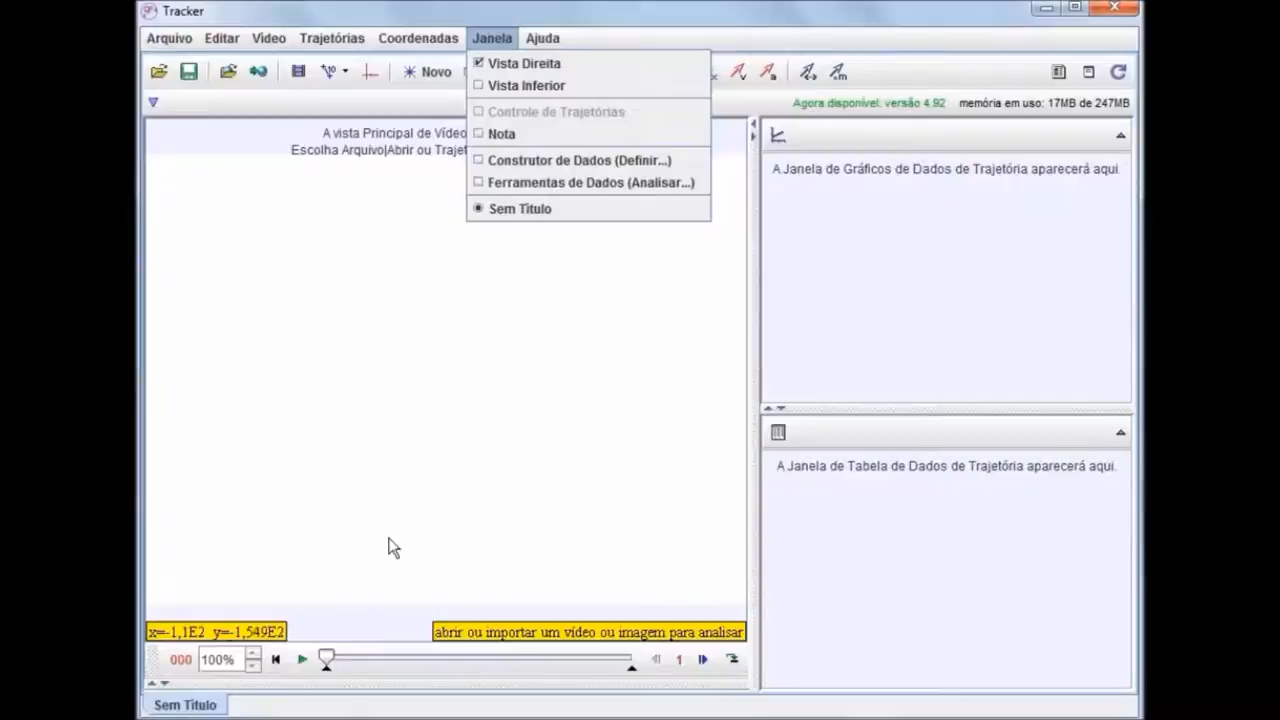 Tracker
Arquivo Editar Vídeo Trajetórias Coordenadas Janela Ajuda
Novo
Vista Direita
Vista Inferior
Controle de Trajetórias
Nota
Construtor de Dados (Definir...)
Ferramentas de Dados (Analisar...)
Sem Título
Agora disponível: versão 4.92 memória em uso: 17MB de 247MB
A vista Principal de Vídeo
Escolha Arquivo|Abrir ou Trajet
A Janela de Gráficos de Dados de Trajetória aparecerá aqui.
A Janela de Tabela de Dados de Trajetória aparecerá aqui.
x=-1,1E2 y=-1,549E2
abrir ou importar um vídeo ou imagem para analisar
000 100% 1
Sem Título